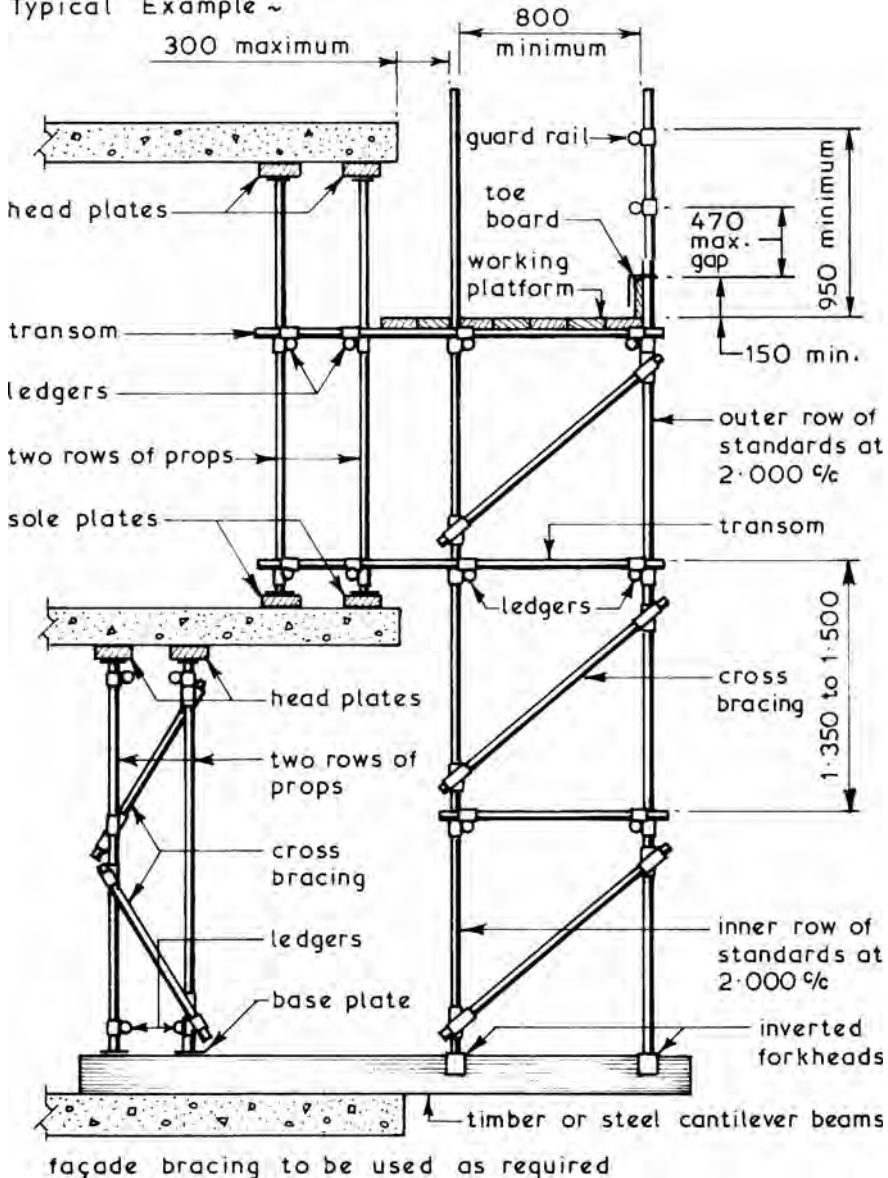 Typical Example ~
800
300 maximum
minimum
guard rail
toe
board
head plates
470
max.
gap
950 minimum
working
platform
transom
150 min.
ledgers
outer row of
standards at
2·000 c/c
two rows of props
sole plates
transom
ledgers
head plates
cross
bracing
1·350 to 1·500
two rows of
props
cross
bracing
ledgers
inner row of
standards at
2·000 c/c
base plate
inverted
forkheads
timber or steel cantilever beams
façade bracing to be used as required